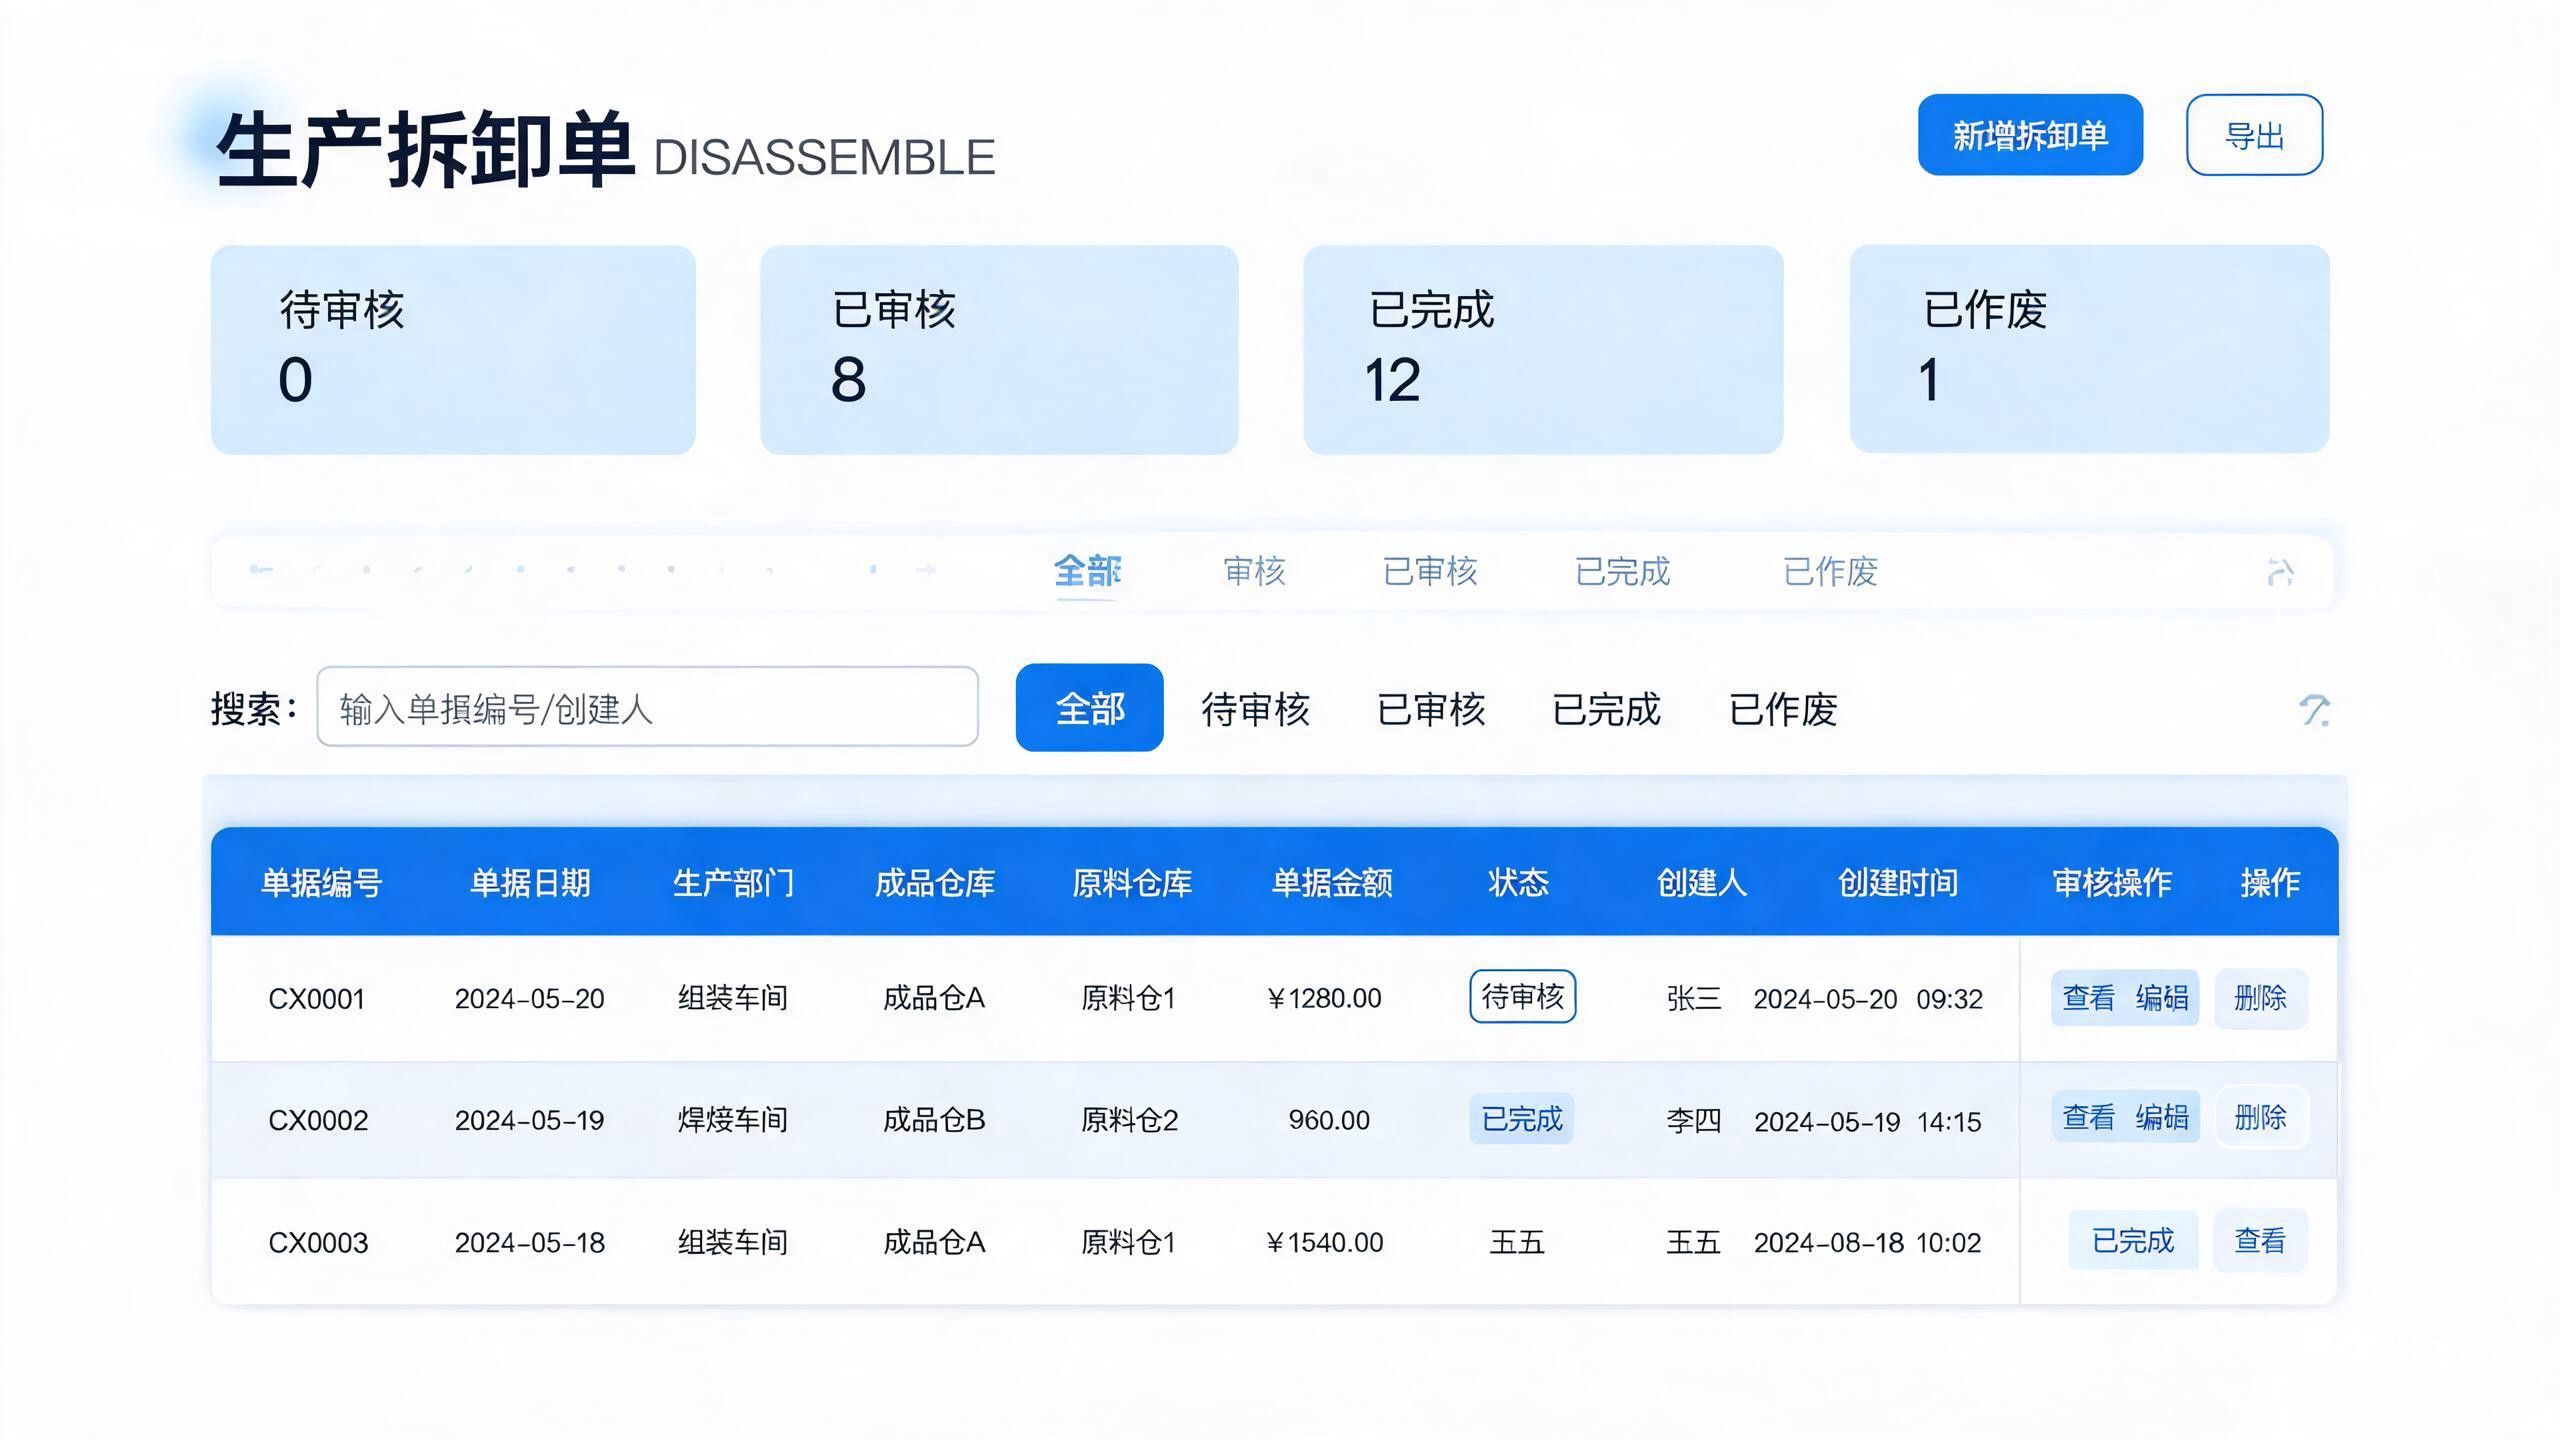 生产拆卸单 DISASSEMBLE
新增拆卸单 导出
待审核 已审核 已完成 已作废
0 8 12 1
全部 审核 已审核 已完成 已作废
搜索： 输入单据编号/创建人 全部 待审核 已审核 已完成 已作废
单据编号 单据日期 生产部门 成品仓库 原料仓库 单据金额 状态 创建人 创建时间 审核操作 操作
CX0001 2024-05-20 组装车间 成品仓A 原料仓1 ¥1280.00 待审核 张三 2024-05-20 09:32 查看 编辑 删除
CX0002 2024-05-19 焊接车间 成品仓B 原料仓2 960.00 已完成 李四 2024-05-19 14:15 查看 编辑 删除
CX0003 2024-05-18 组装车间 成品仓A 原料仓1 ¥1540.00 王五 王五 2024-08-18 10:02 已完成 查看